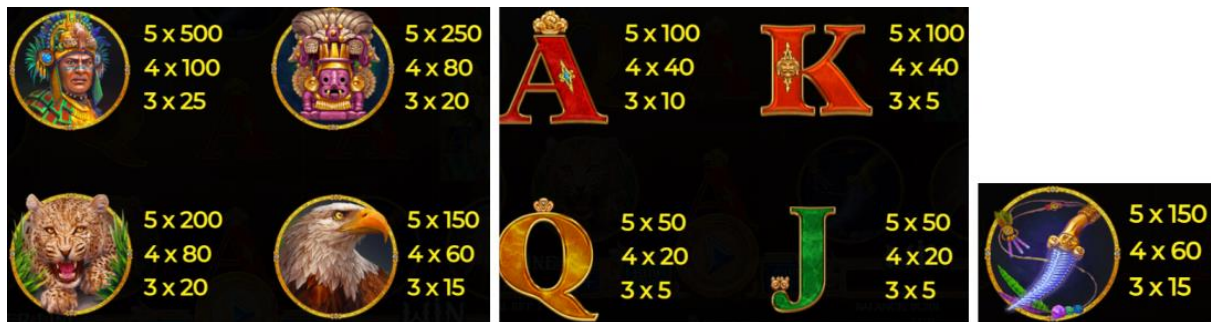 5 x 500
4 x 100
3 x 25
5 x 250
4 x 80
3 x 20
A
5 x 100
4 x 40
3 x 10
K
5 x 100
4 x 40
3 x 5
5 x 200
4 x 80
3 x 20
5 x 150
4 x 60
3 x 15
Q
5 x 50
4 x 20
3 x 5
J
5 x 50
4 x 20
3 x 5
5 x 150
4 x 60
3 x 15